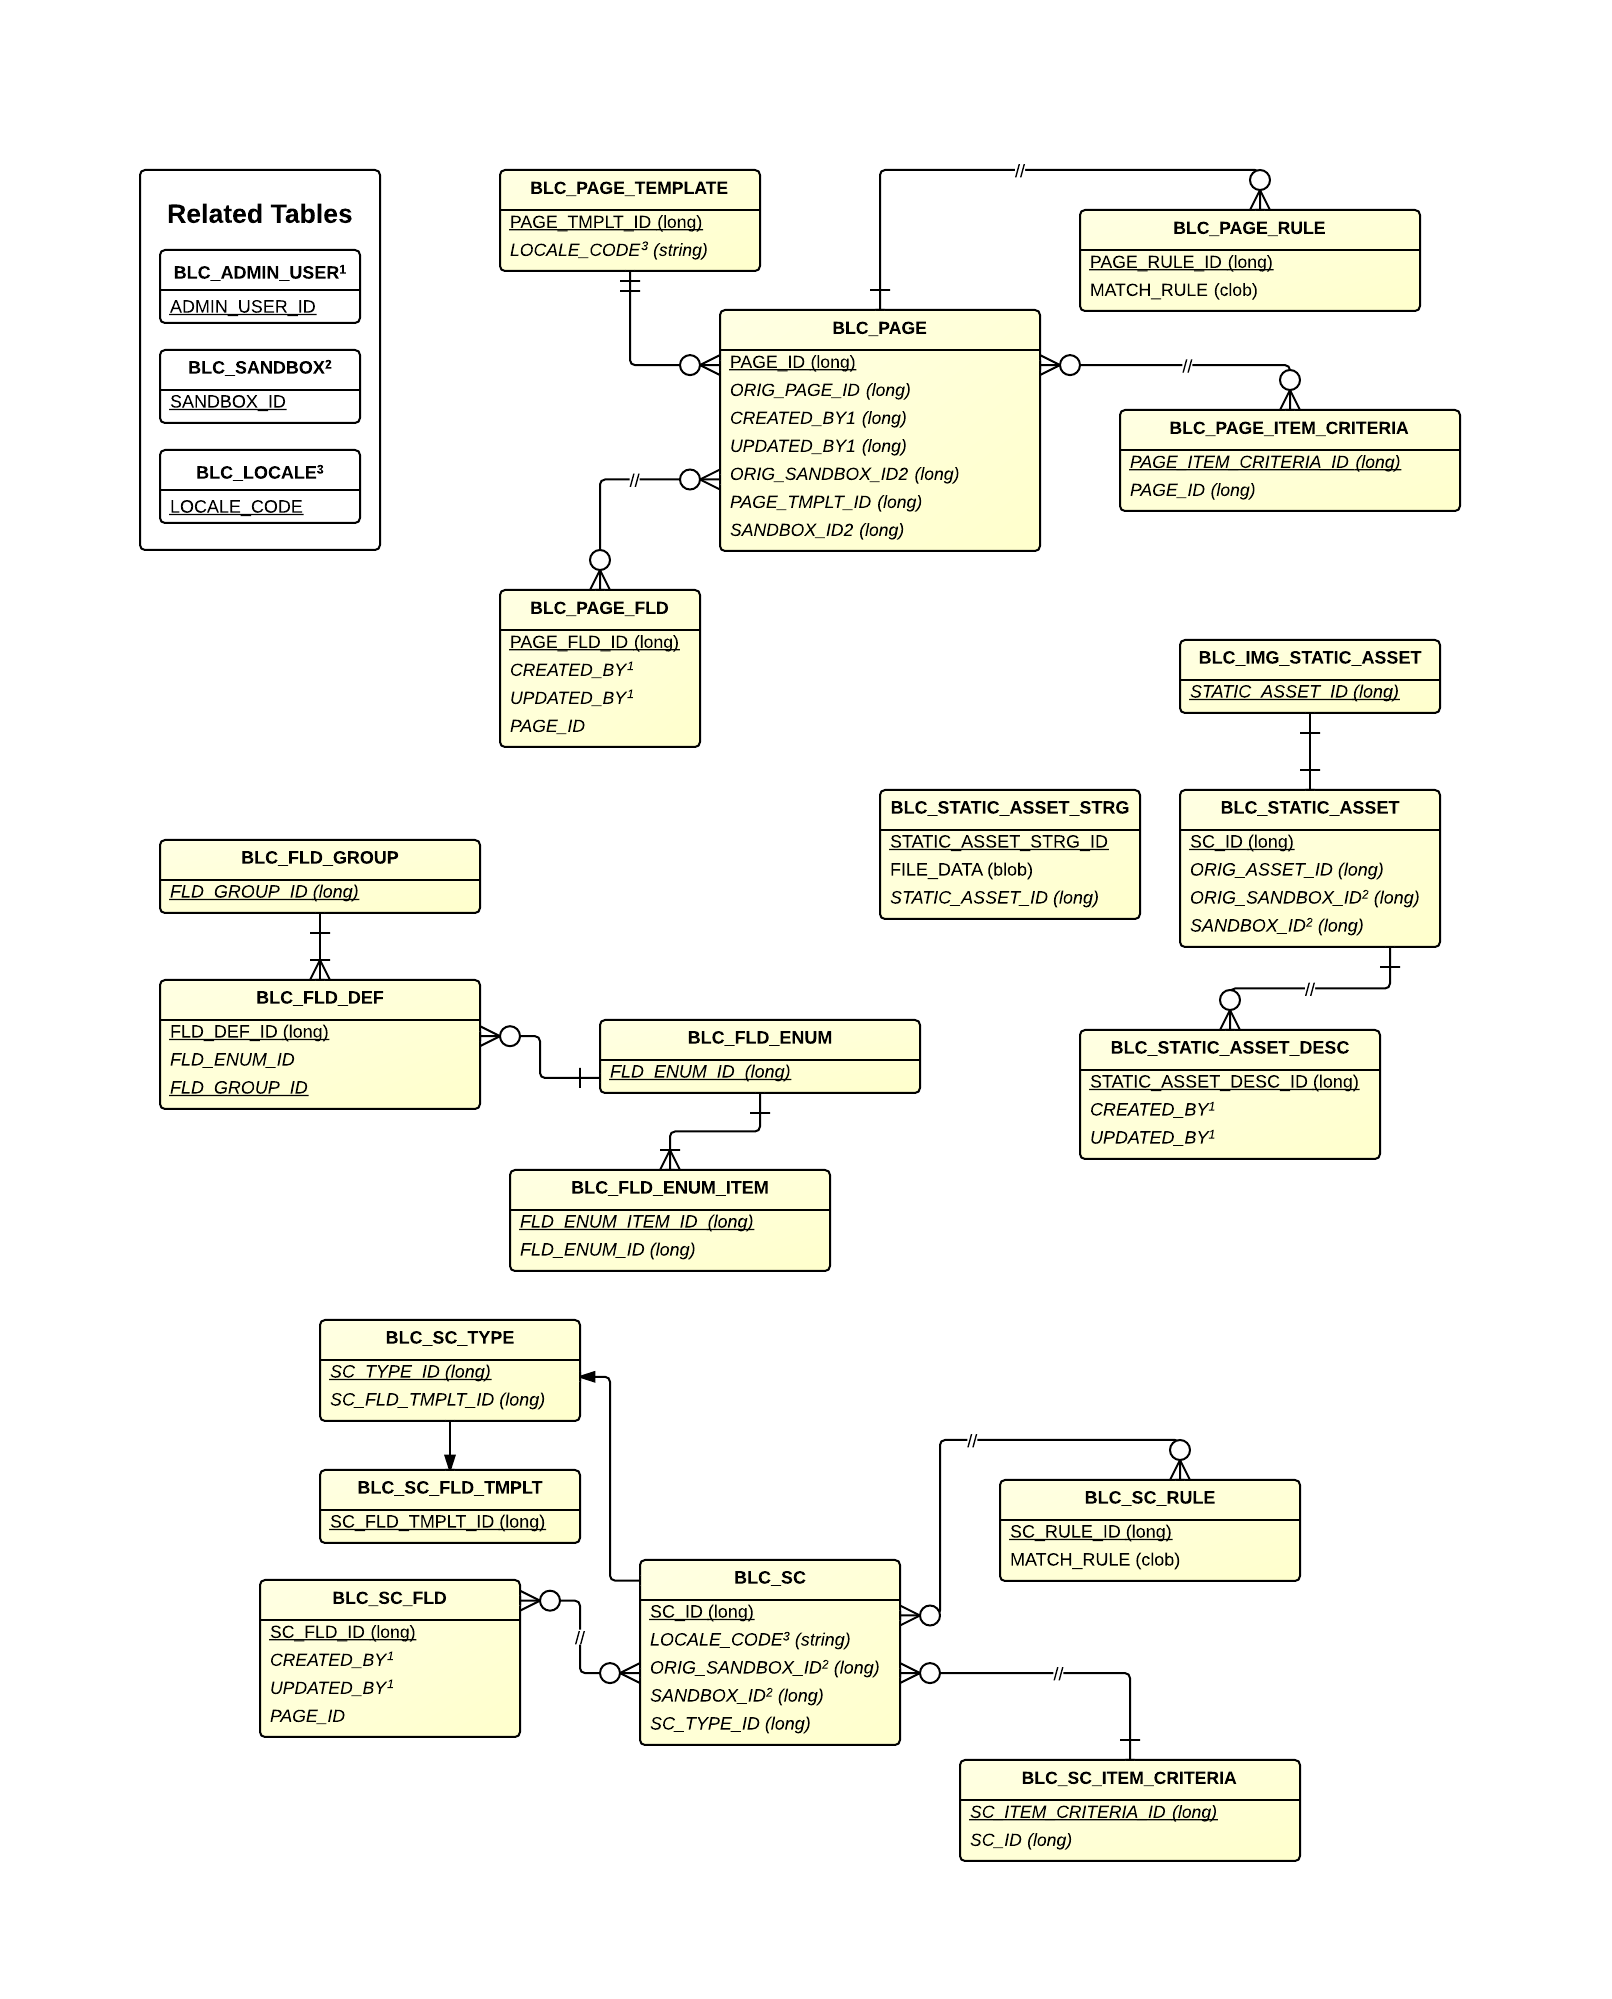 Related Tables
BLC_ADMIN_USER¹
ADMIN_USER_ID
BLC_SANDBOX²
SANDBOX_ID
BLC_LOCALE³
LOCALE_CODE
BLC_PAGE_TEMPLATE
PAGE_TMPLT_ID (long)
LOCALE_CODE³ (string)
//
BLC_PAGE_RULE
PAGE_RULE_ID (long)
MATCH_RULE (clob)
BLC_PAGE
PAGE_ID (long)
ORIG_PAGE_ID (long)
CREATED_BY1 (long)
UPDATED_BY1 (long)
ORIG_SANDBOX_ID2 (long)
PAGE_TMPLT_ID (long)
SANDBOX_ID2 (long)
//
BLC_PAGE_ITEM_CRITERIA
PAGE_ITEM_CRITERIA_ID (long)
PAGE_ID (long)
//
BLC_PAGE_FLD
PAGE_FLD_ID (long)
CREATED_BY¹
UPDATED_BY¹
PAGE_ID
BLC_IMG_STATIC_ASSET
STATIC_ASSET_ID (long)
BLC_STATIC_ASSET_STRG
STATIC_ASSET_STRG_ID
FILE_DATA (blob)
STATIC_ASSET_ID (long)
BLC_STATIC_ASSET
SC_ID (long)
ORIG_ASSET_ID (long)
ORIG_SANDBOX_ID² (long)
SANDBOX_ID² (long)
//
BLC_STATIC_ASSET_DESC
STATIC_ASSET_DESC_ID (long)
CREATED_BY¹
UPDATED_BY¹
BLC_FLD_GROUP
FLD_GROUP_ID (long)
BLC_FLD_DEF
FLD_DEF_ID (long)
FLD_ENUM_ID
FLD_GROUP_ID
BLC_FLD_ENUM
FLD_ENUM_ID (long)
BLC_FLD_ENUM_ITEM
FLD_ENUM_ITEM_ID (long)
FLD_ENUM_ID (long)
BLC_SC_TYPE
SC_TYPE_ID (long)
SC_FLD_TMPLT_ID (long)
BLC_SC_FLD_TMPLT
SC_FLD_TMPLT_ID (long)
//
BLC_SC_RULE
SC_RULE_ID (long)
MATCH_RULE (clob)
BLC_SC_FLD
SC_FLD_ID (long)
CREATED_BY¹
UPDATED_BY¹
PAGE_ID
//
BLC_SC
SC_ID (long)
LOCALE_CODE³ (string)
ORIG_SANDBOX_ID² (long)
SANDBOX_ID² (long)
SC_TYPE_ID (long)
//
BLC_SC_ITEM_CRITERIA
SC_ITEM_CRITERIA_ID (long)
SC_ID (long)